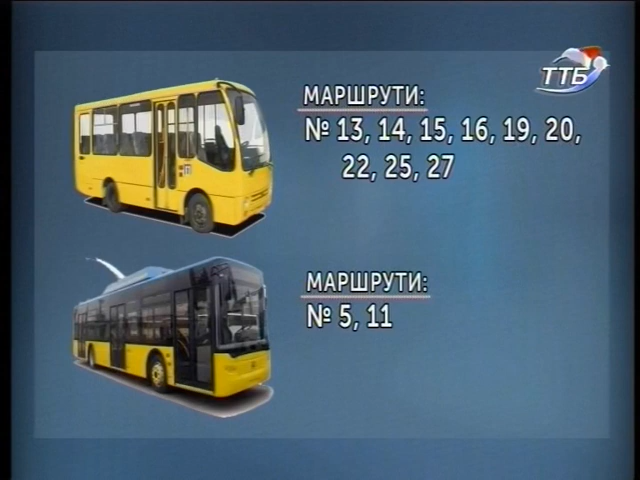 ТТБ
МАРШРУТИ:
№ 13, 14, 15, 16, 19, 20,
22, 25, 27
МАРШРУТИ:
№ 5, 11